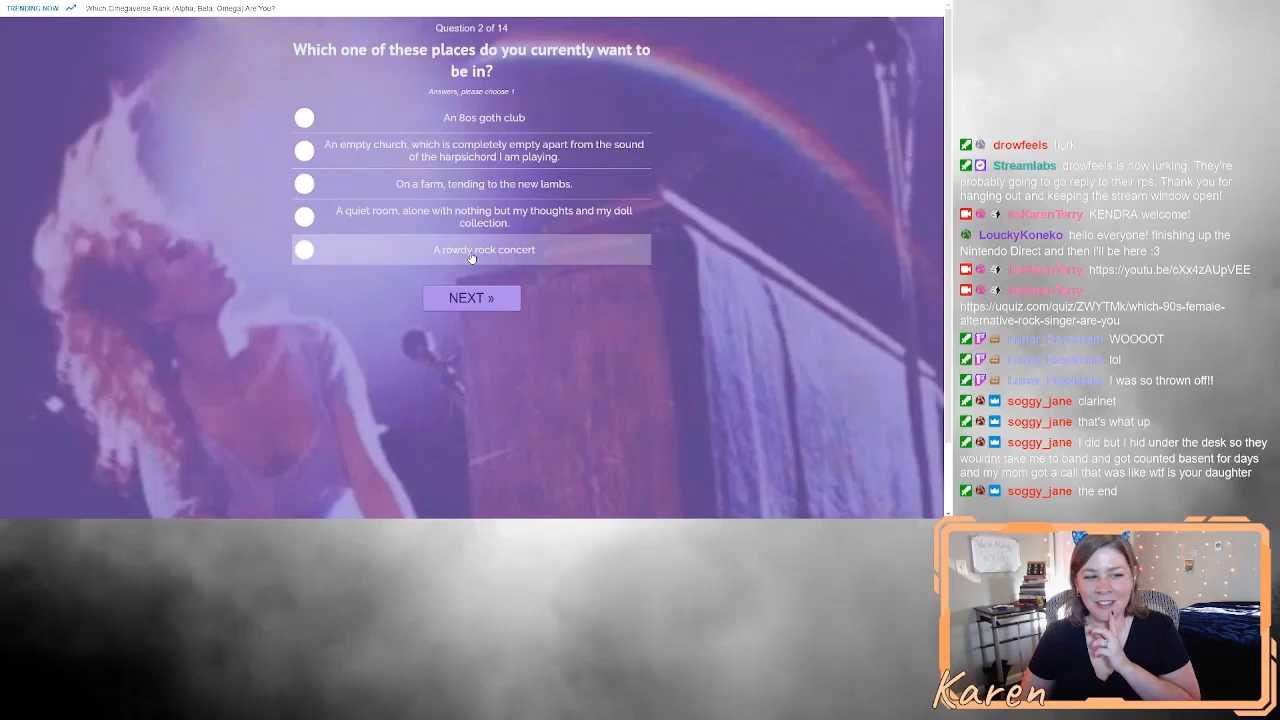 TRENDING NOW Which Omegaverse Rank (Alpha, Beta, Omega) Are You?
Question 2 of 14
Which one of these places do you currently want to
be in?
Answers, please choose 1
An 80s goth club
An empty church, which is completely empty apart from the sound
of the harpsichord I am playing.
On a farm, tending to the new lambs.
A quiet room, alone with nothing but my thoughts and my doll
collection.
A rowdy rock concert
NEXT »
drowfeels !lurk
Streamlabs drowfeels is now lurking. They're
probably going to go reply to their rps. Thank you for
hanging out and keeping the stream window open!
ItsKarenTerry KENDRA welcome!
LouckyKoneko hello everyone! finishing up the
Nintendo Direct and then I'll be here :3
ItsKarenTerry https://youtu.be/cXx4zAUpVEE
ItsKarenTerry
https://uquiz.com/quiz/ZWYTMk/which-90s-female-
alternative-rock-singer-are-you
WOOOOT
lol
I was so thrown off!!
soggy_jane clarinet
soggy_jane that's what up
soggy_jane I did but I hid under the desk so they
wouldnt take me to band and got counted basent for days
and my mom got a call that was like wtf is your daughter
soggy_jane the end
Karen